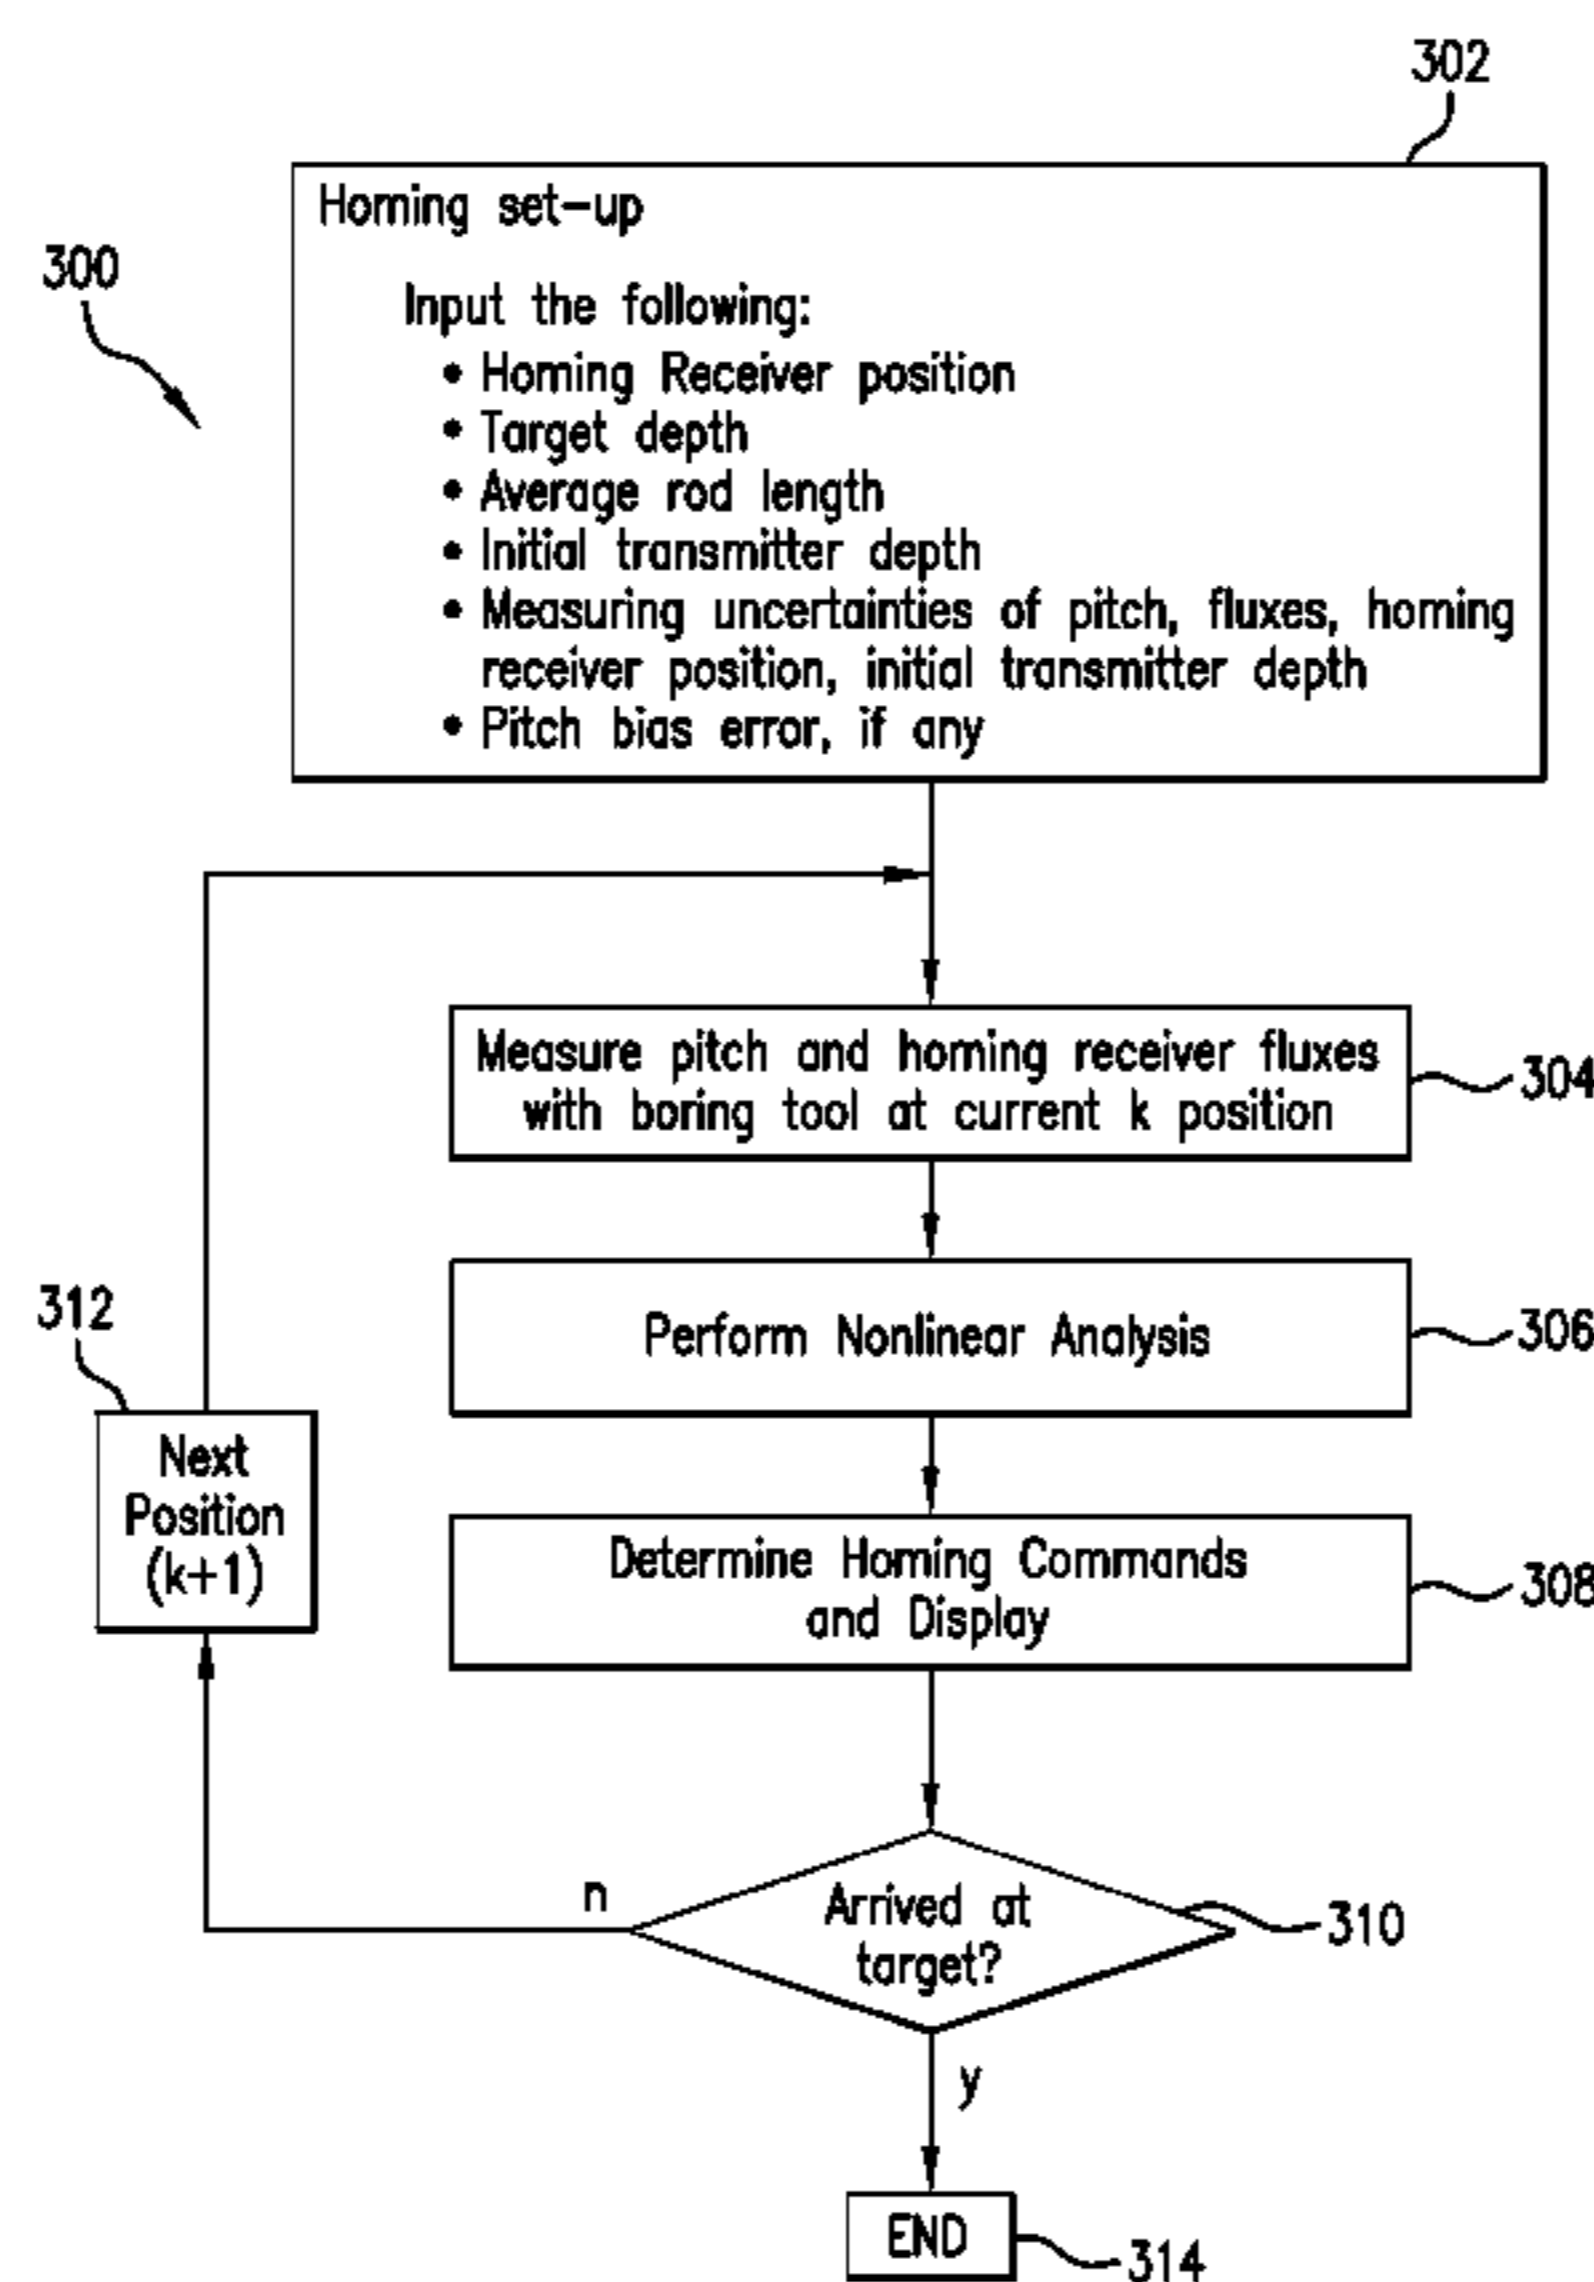 302
Homing set-up
300
Input the following:
• Homing Receiver position
• Target depth
• Average rod length
• Initial transmitter depth
• Measuring uncertainties of pitch, fluxes, homing
receiver position, initial transmitter depth
• Pitch bias error, if any
Measure pitch and homing receiver fluxes
with boring tool at current k position
304
Perform Nonlinear Analysis
306
312
Next
Position
(k+1)
Determine Homing Commands
and Display
308
n
Arrived at
target?
310
y
END
314